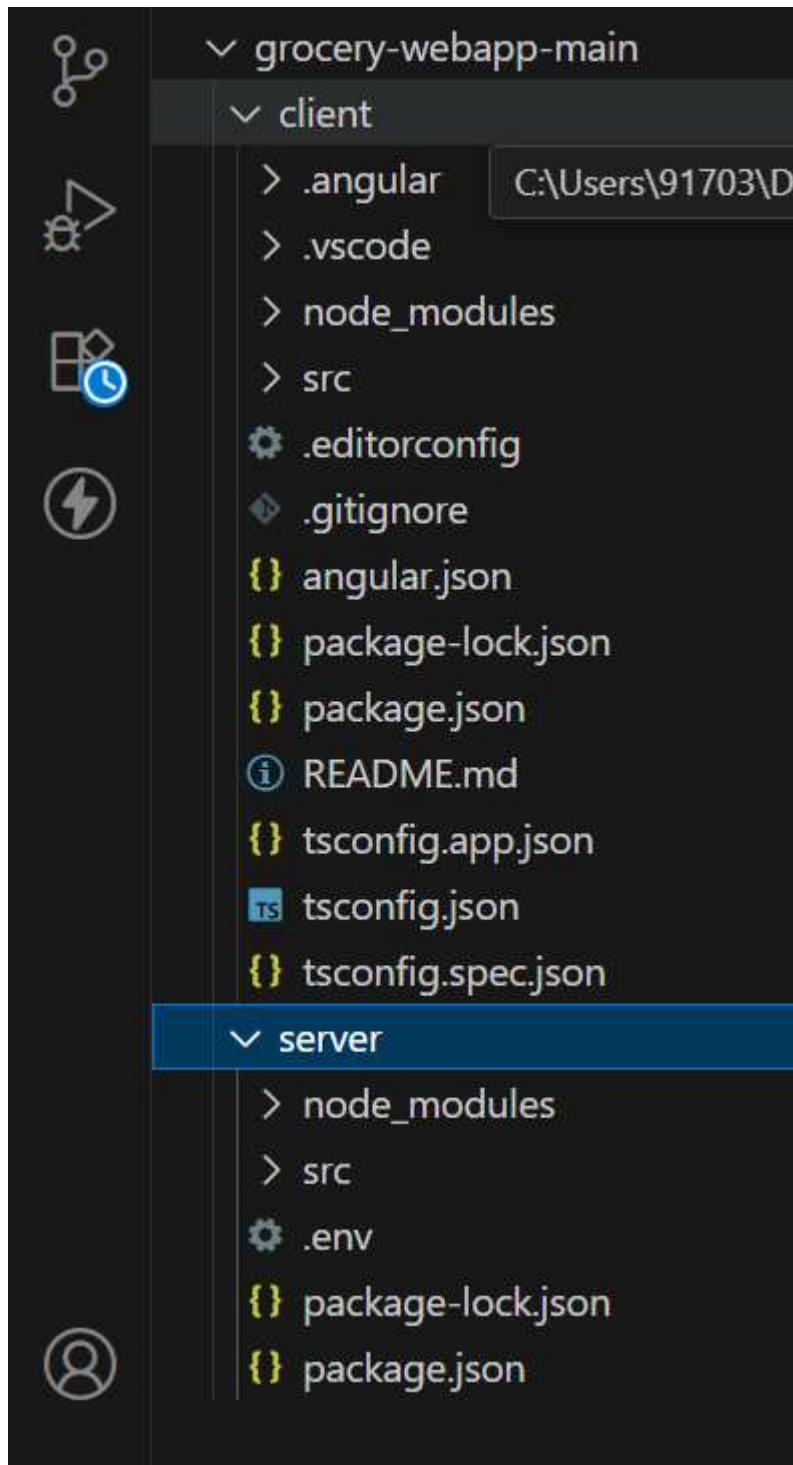 grocery-webapp-main
client
.angular
C:\Users\91703\D
.vscode
node_modules
src
.editorconfig
.gitignore
{} angular.json
{} package-lock.json
{} package.json
README.md
{} tsconfig.app.json
TS tsconfig.json
{} tsconfig.spec.json
server
node_modules
src
.env
{} package-lock.json
{} package.json